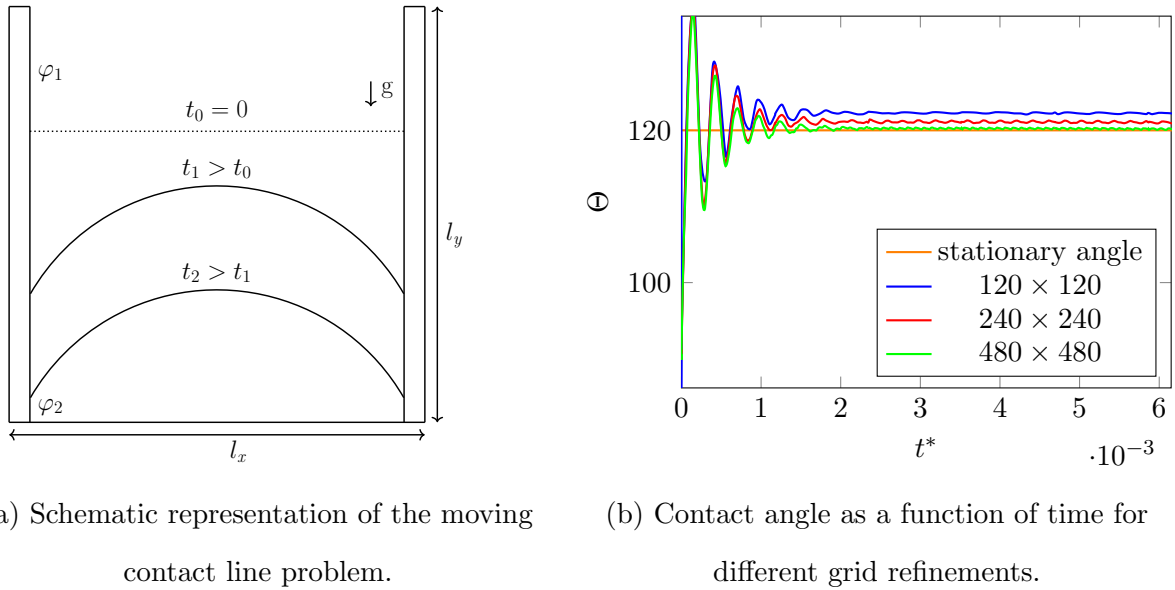 φ₁
g
t₀ = 0
t₁ > t₀
l_y
t₂ > t₁
φ₂
l_x
a) Schematic representation of the moving
contact line problem.
120
100
Θ
stationary angle
120 × 120
240 × 240
480 × 480
0 1 2 3 4 5 6
t*
·10⁻³
(b) Contact angle as a function of time for
different grid refinements.